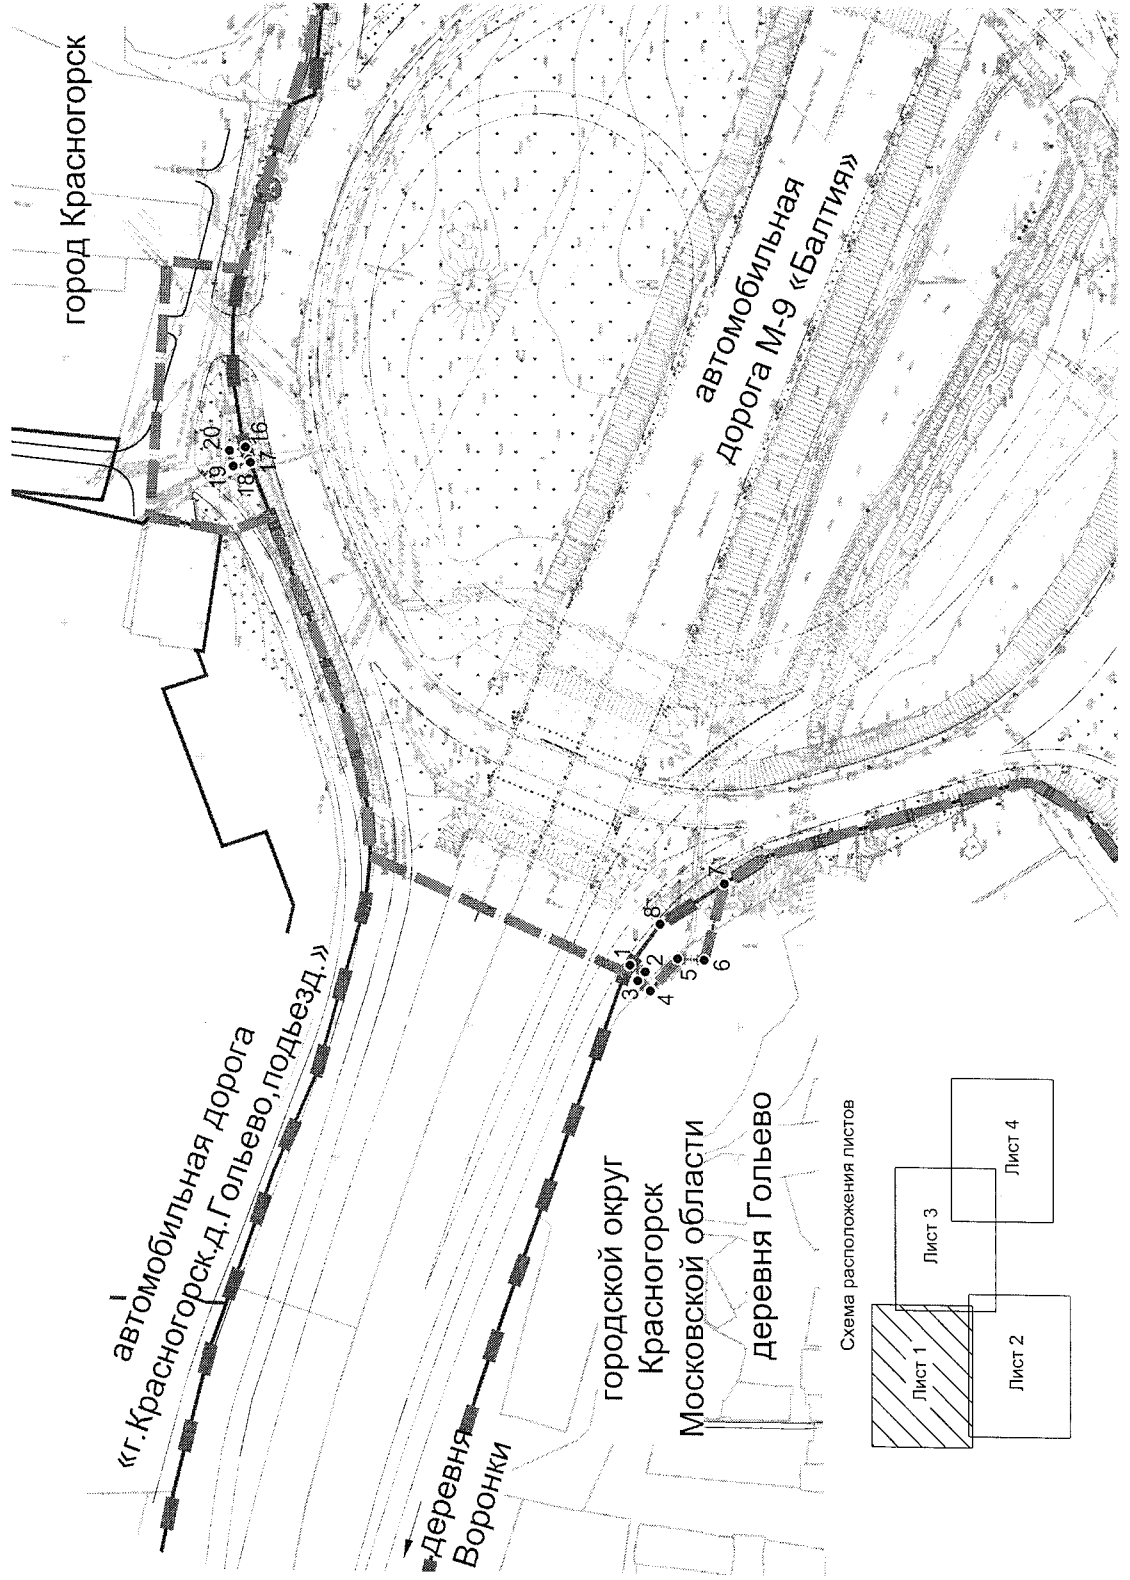 город Красногорск
автомобильная
дорога М-9 «Балтия»
20
19
16
18
17
автомобильная дорога
«г.Красногорск.д.Гольево,подьезд.»
1
2
3
4
5
6
7
8
деревня
Воронки
городской округ
Красногорск
Московской области
деревня Гольево
Схема расположения листов
Лист 1
Лист 2
Лист 3
Лист 4